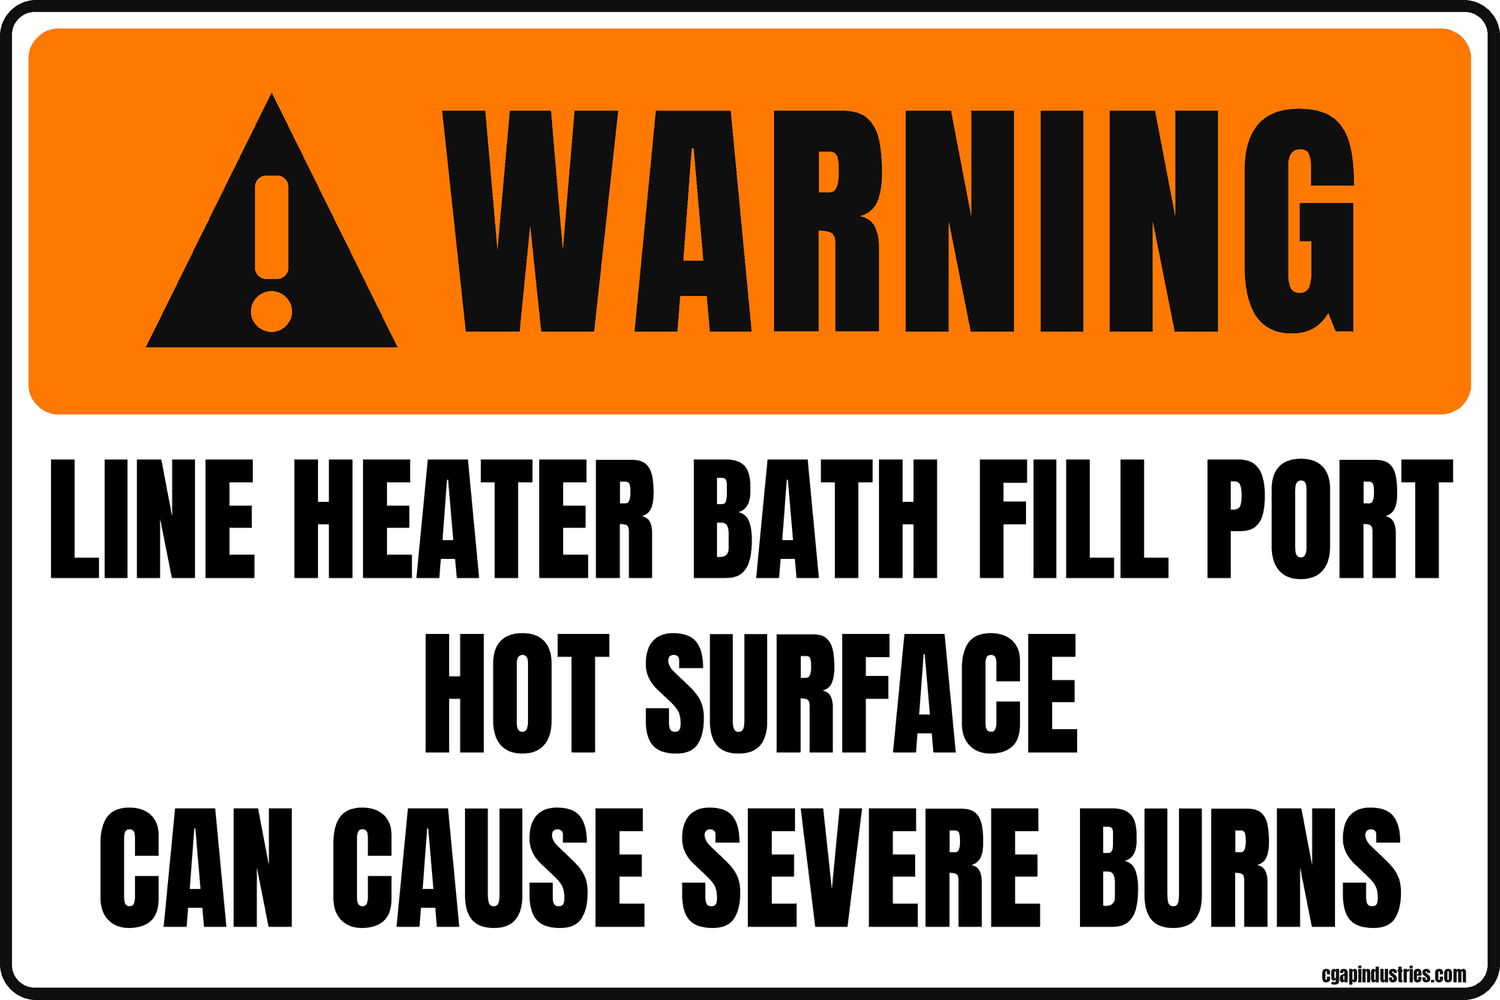 WARNING
LINE HEATER BATH FILL PORT
HOT SURFACE
CAN CAUSE SEVERE BURNS
cgapindustries.com